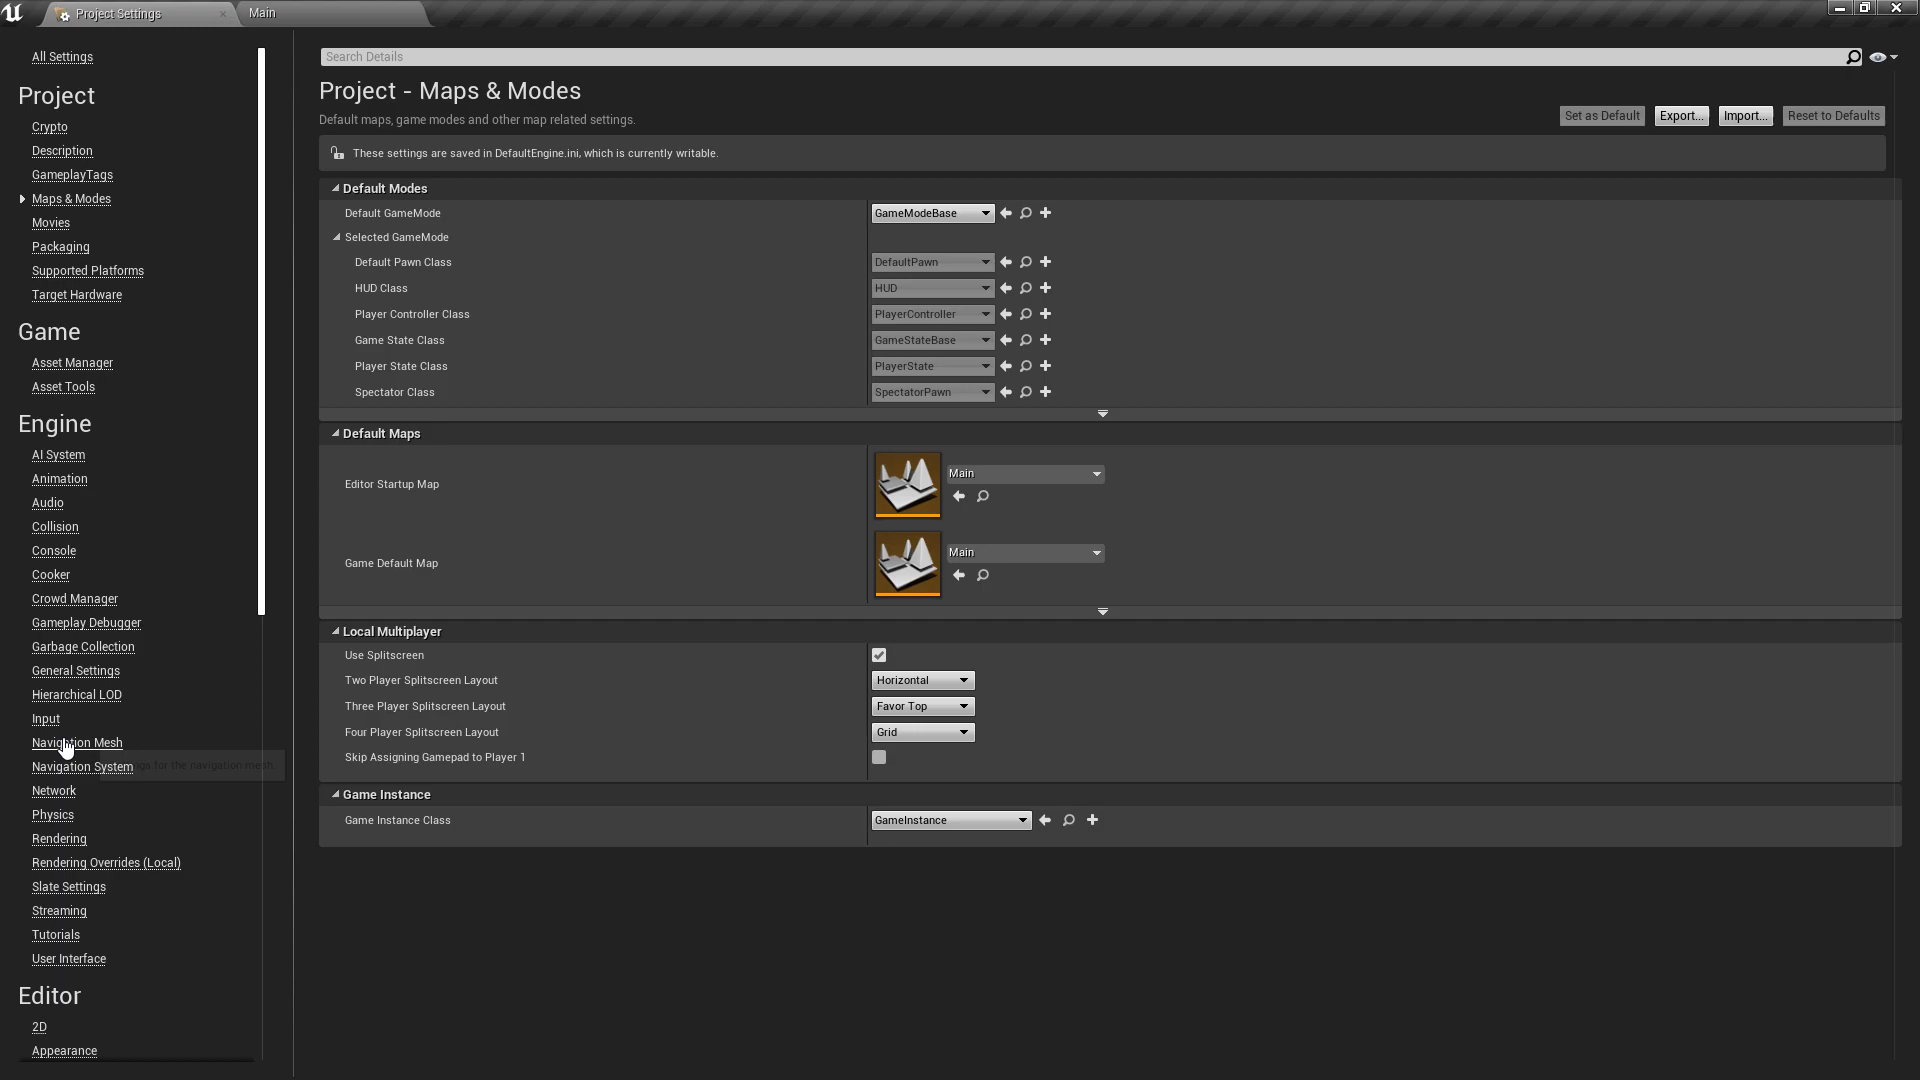 Project Settings
Main
All Settings
Project
Crypto
Description
GameplayTags
Maps & Modes
Movies
Packaging
Supported Platforms
Target Hardware
Game
Asset Manager
Asset Tools
Engine
AI System
Animation
Audio
Collision
Console
Cooker
Crowd Manager
Gameplay Debugger
Garbage Collection
General Settings
Hierarchical LOD
Input
Navigation Mesh
Navigation System
for the navigation mesh.
Network
Physics
Rendering
Rendering Overrides (Local)
Slate Settings
Streaming
Tutorials
User Interface
Editor
2D
Appearance
Search Details
Project - Maps & Modes
Default maps, game modes and other map related settings.
Set as Default
Export...
Import...
Reset to Defaults
These settings are saved in DefaultEngine.ini, which is currently writable.
Default Modes
Default GameMode GameModeBase
Selected GameMode
Default Pawn Class DefaultPawn
HUD Class HUD
Player Controller Class PlayerController
Game State Class GameStateBase
Player State Class PlayerState
Spectator Class SpectatorPawn
Default Maps
Editor Startup Map Main
Game Default Map Main
Local Multiplayer
Use Splitscreen
Two Player Splitscreen Layout Horizontal
Three Player Splitscreen Layout Favor Top
Four Player Splitscreen Layout Grid
Skip Assigning Gamepad to Player 1
Game Instance
Game Instance Class GameInstance